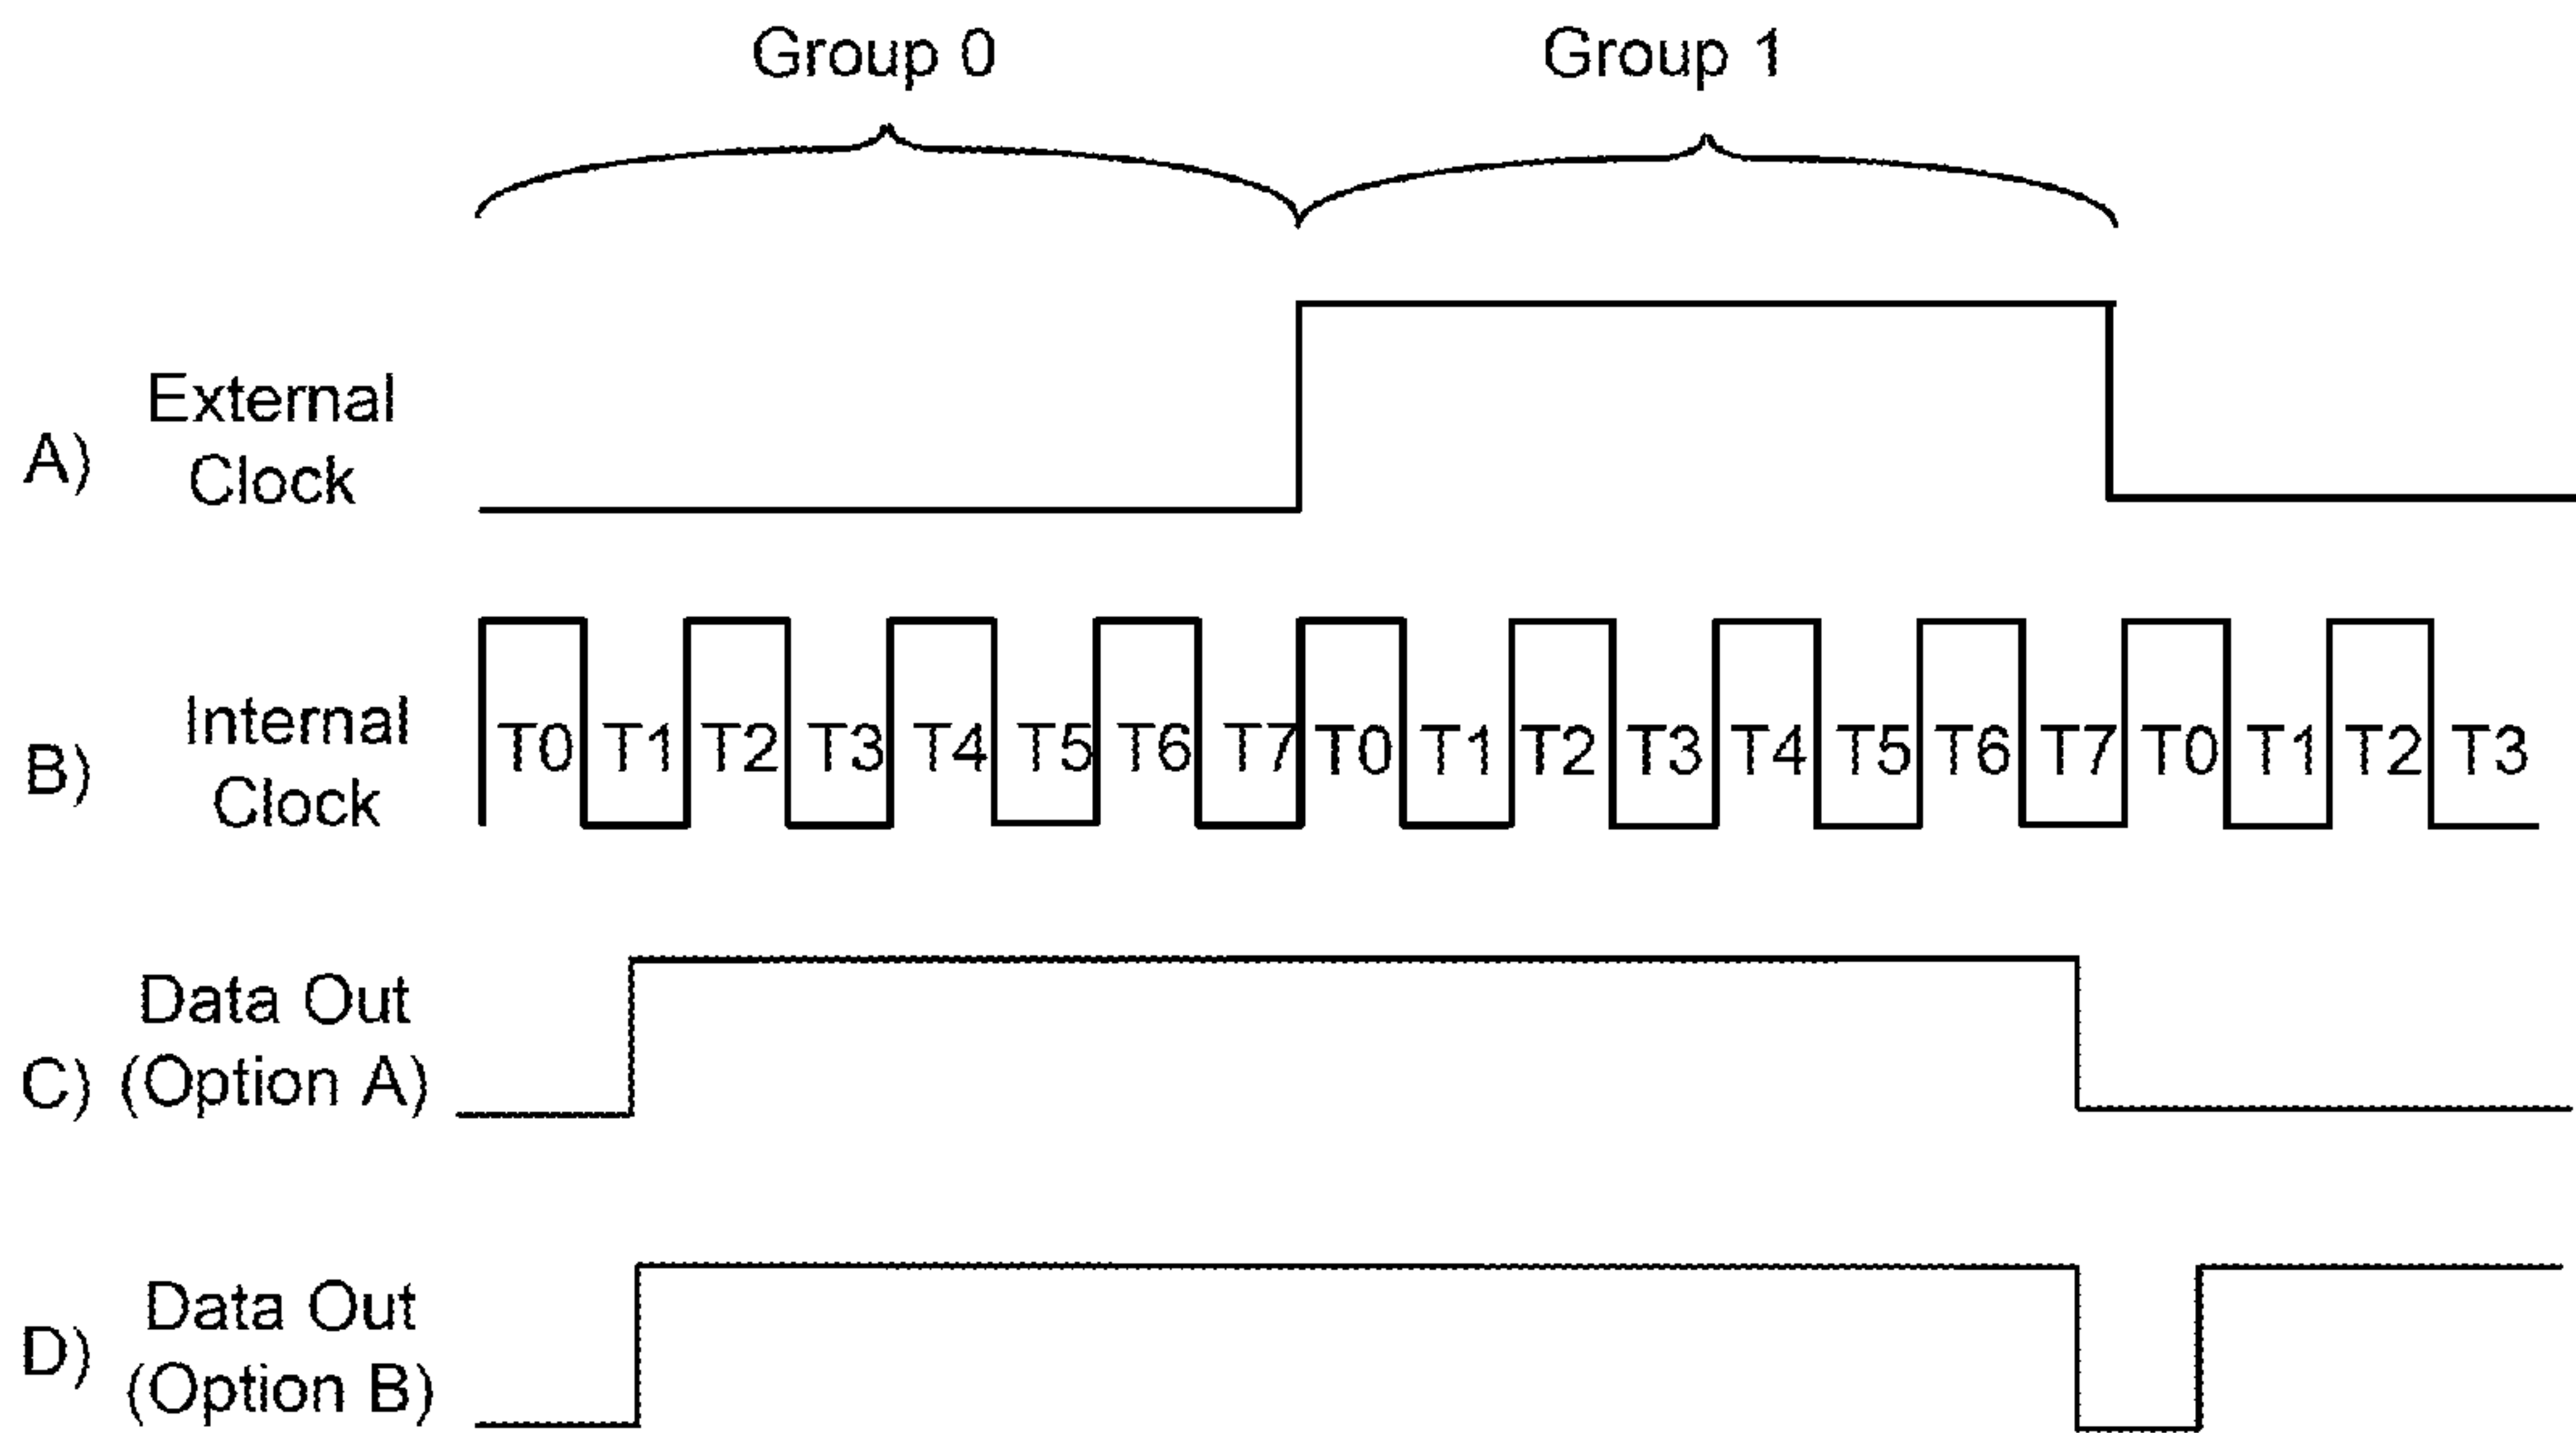 Group 0 Group 1
External
A) Clock
T0 T1 T2 T3 T4 T5 T6 T7 T0 T1 T2 T3 T4 T5 T6 T7 T0 T1 T2 T3
Internal
B) Clock
Data Out
C) (Option A)
Data Out
D) (Option B)